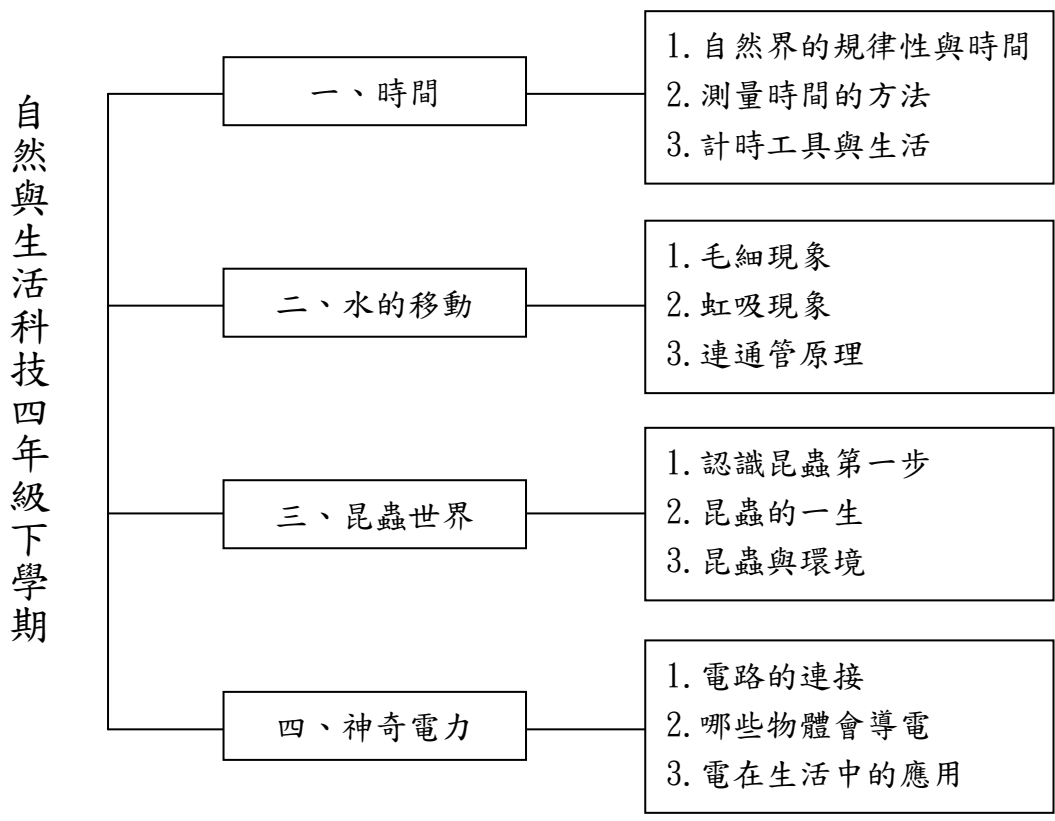 自然與生活科技四年級下學期
一、時間
1.自然界的規律性與時間
2.測量時間的方法
3.計時工具與生活
二、水的移動
1.毛細現象
2.虹吸現象
3.連通管原理
三、昆蟲世界
1.認識昆蟲第一步
2.昆蟲的一生
3.昆蟲與環境
四、神奇電力
1.電路的連接
2.哪些物體會導電
3.電在生活中的應用